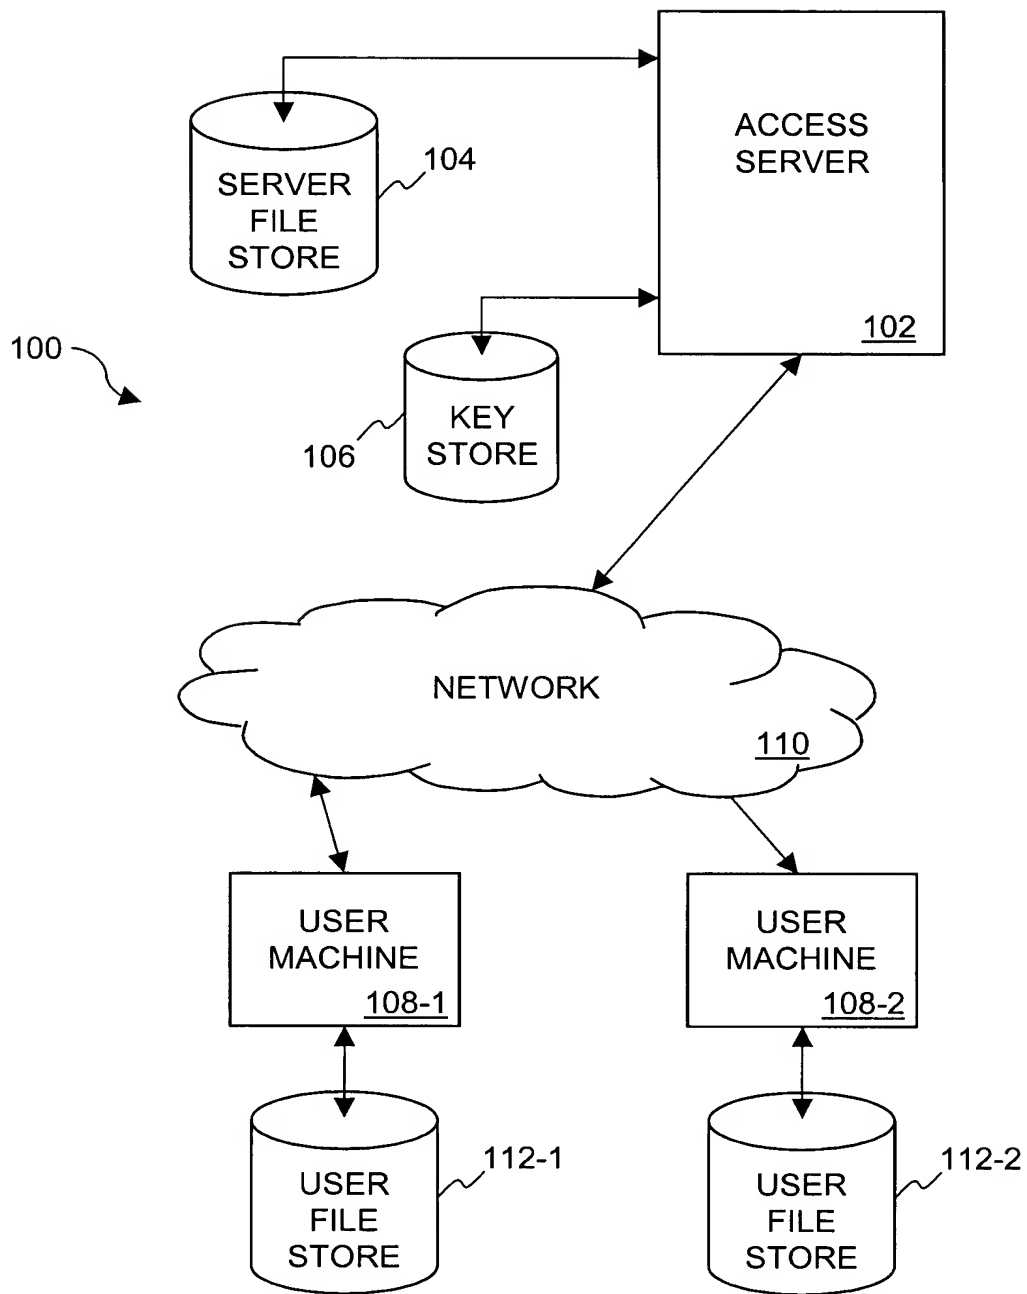 ACCESS
SERVER
102
104
SERVER
FILE
STORE
100
106
KEY
STORE
NETWORK
110
USER
MACHINE
108-1
USER
MACHINE
108-2
112-1
USER
FILE
STORE
112-2
USER
FILE
STORE